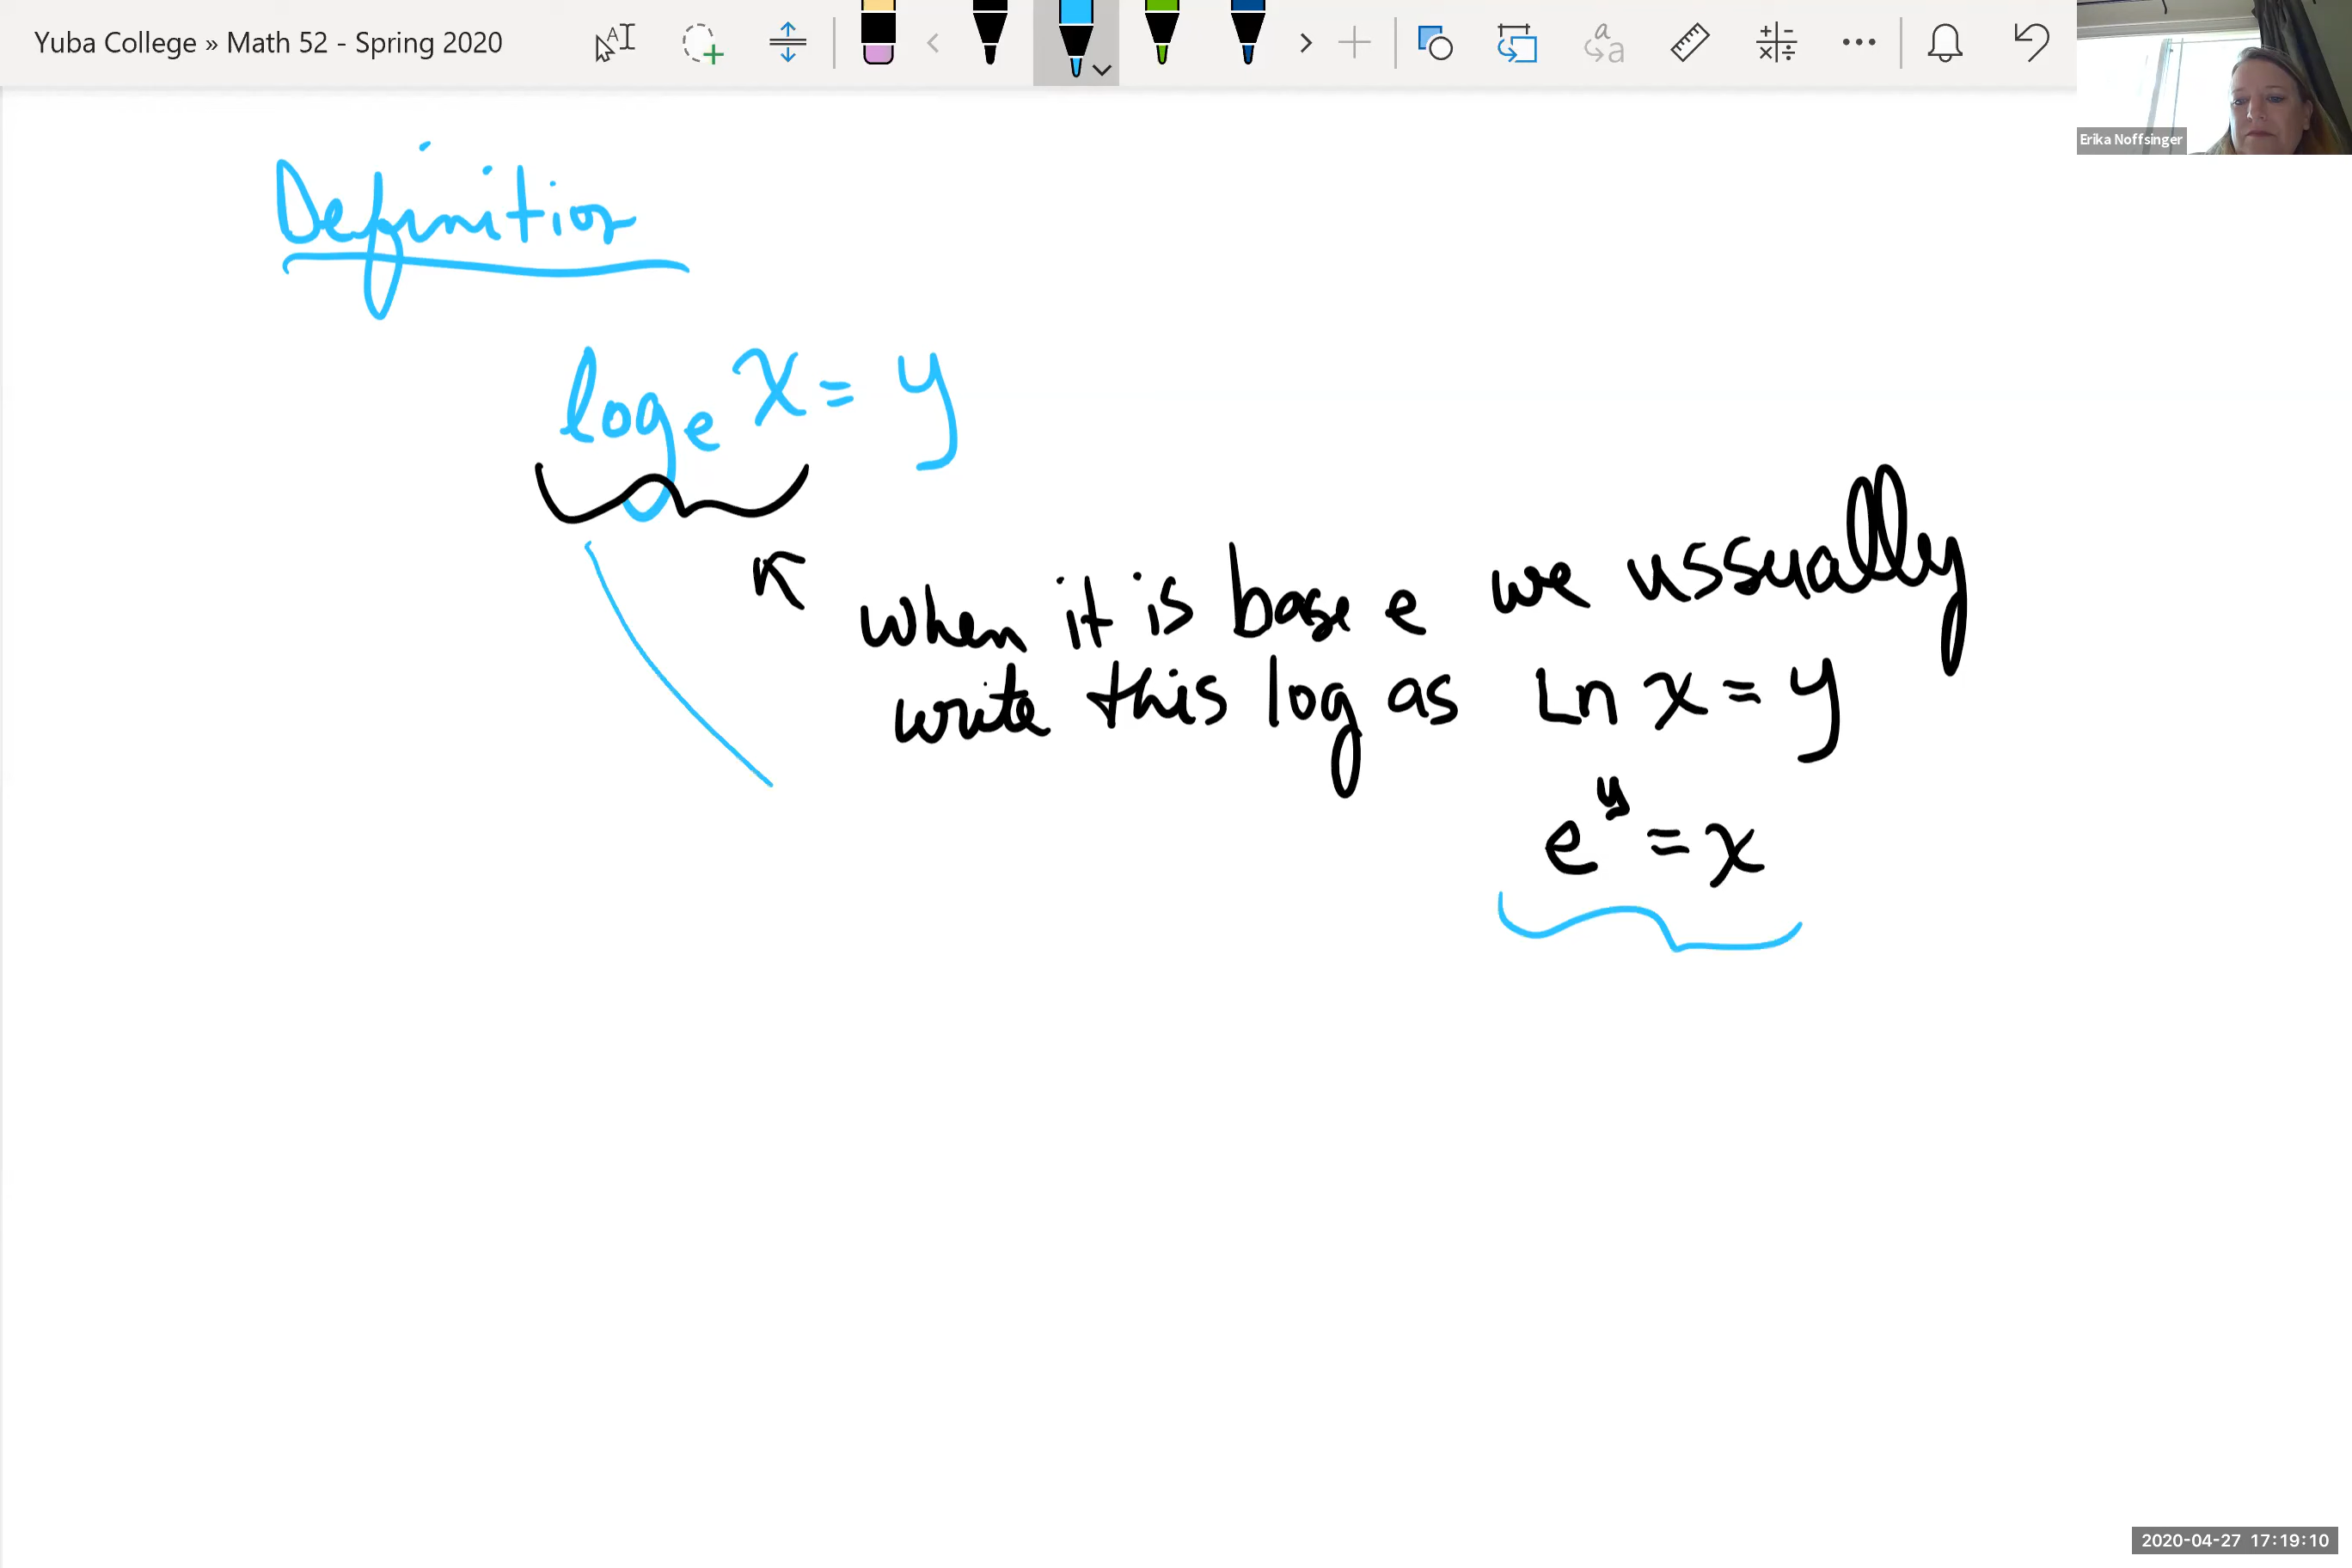 Yuba College » Math 52 - Spring 2020
Erika Noffsinger
Definition
logₑ x = y
when it is base e we ussually
write this log as Ln x = y
eʸ = x
2020-04-27 17:19:10